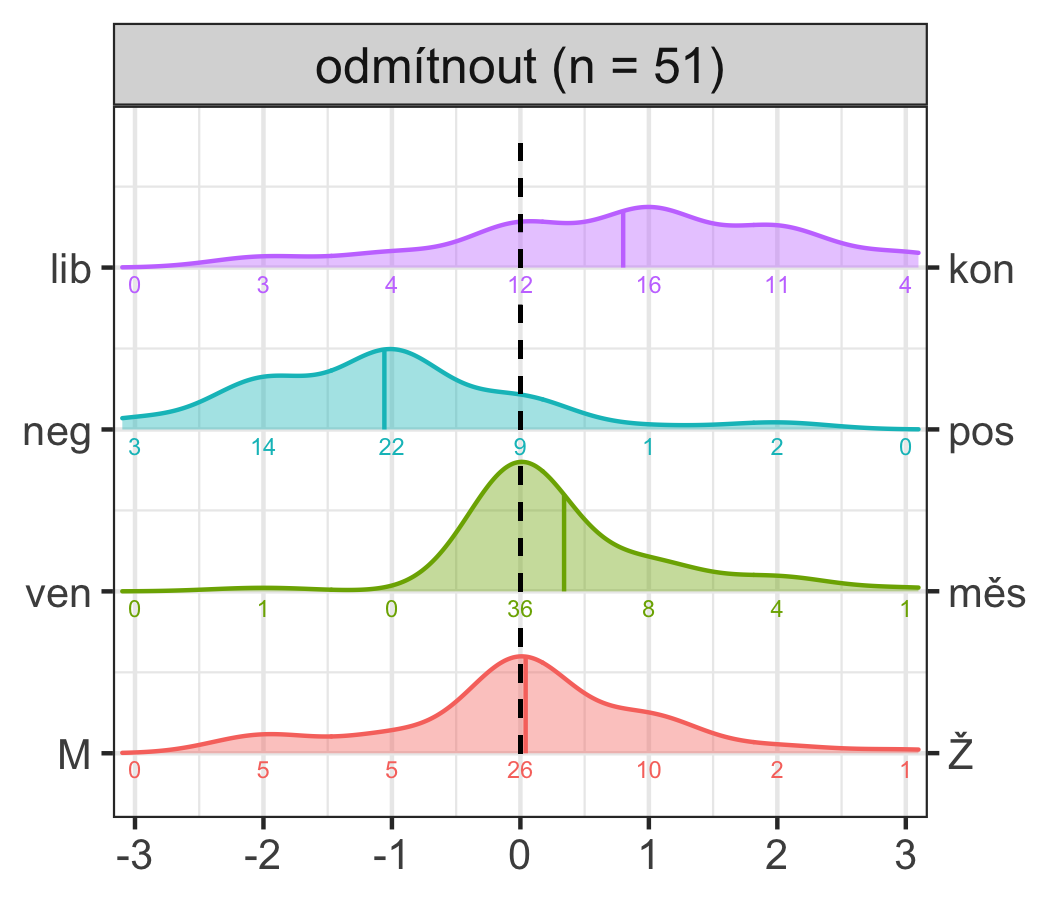 odmítnout (n = 51)
lib kon
0 3 4 12 16 11 4
neg pos
3 14 22 9 1 2 0
ven měs
0 1 0 36 8 4 1
M Ž
0 5 5 26 10 2 1
-3 -2 -1 0 1 2 3